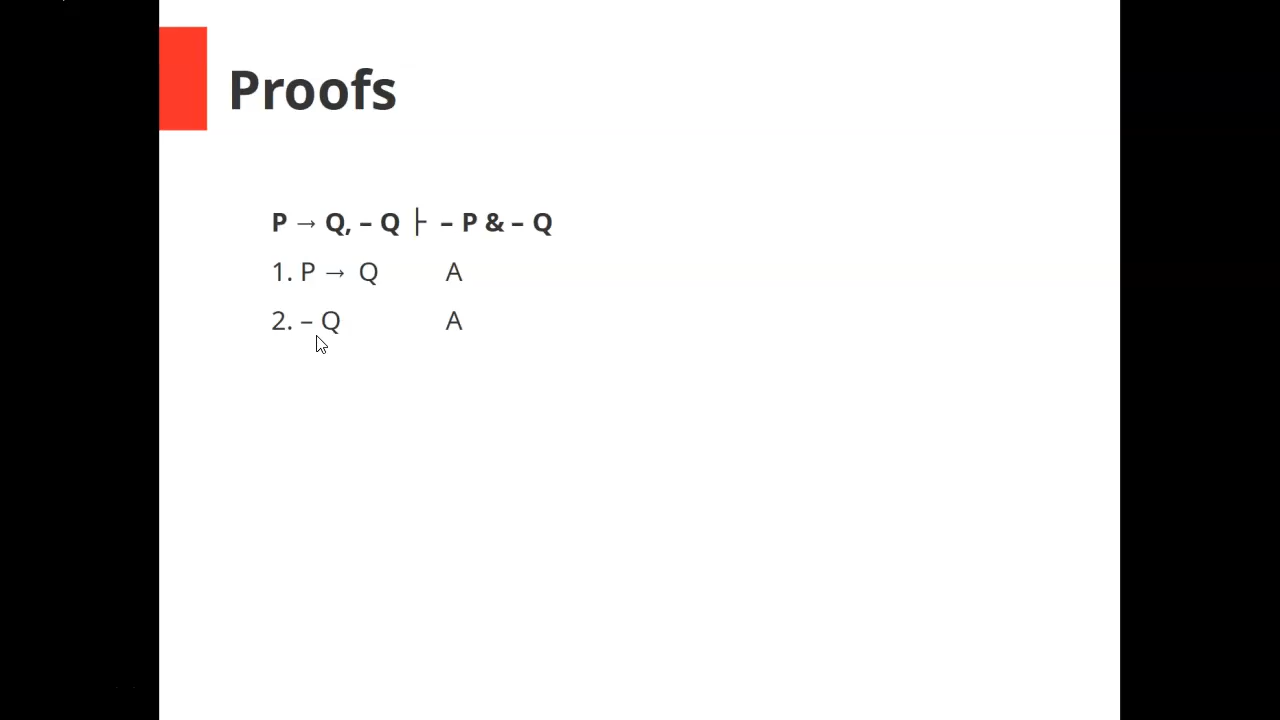 Proofs
P → Q, – Q ├ – P & – Q
1. P → Q A
2. – Q A